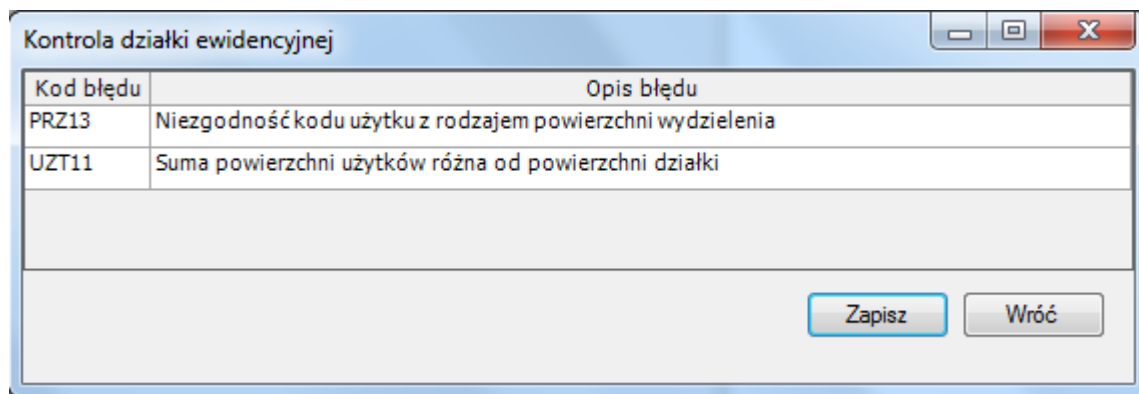 Kontrola działki ewidencyjnej
Kod błędu Opis błędu
PRZ13 Niezgodność kodu użytku z rodzajem powierzchni wydzielenia
UZT11 Suma powierzchni użytków różna od powierzchni działki
Zapisz Wróć